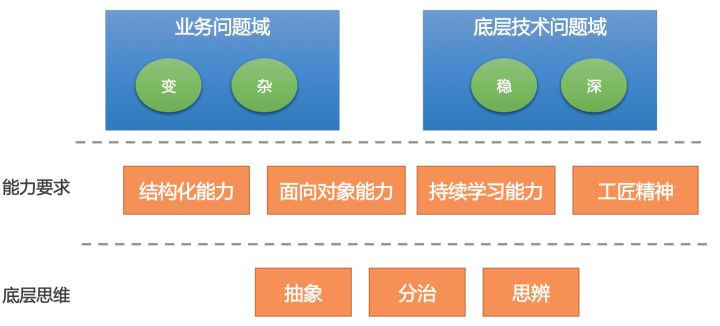 业务问题域
底层技术问题域
变
杂
稳
深
能力要求
结构化能力
面向对象能力
持续学习能力
工匠精神
底层思维
抽象
分治
思辨